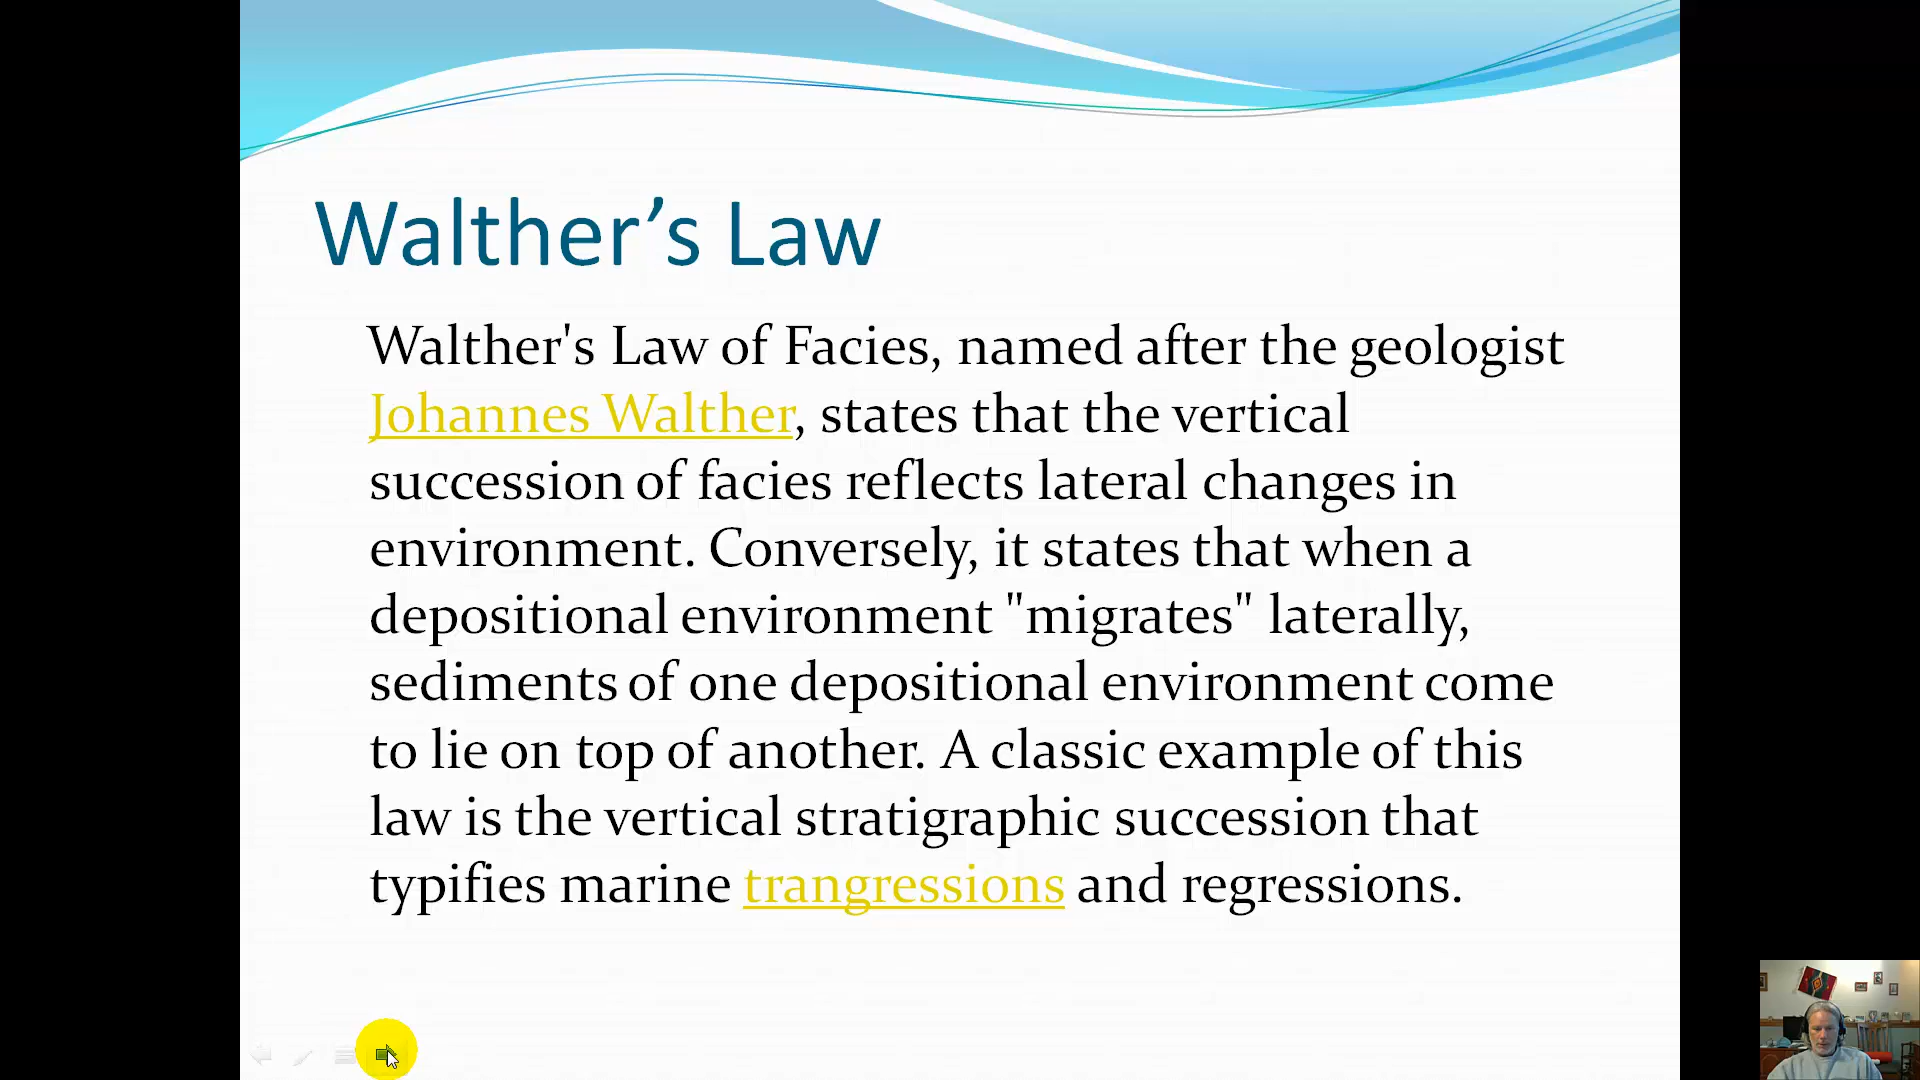 Walther’s Law
Walther's Law of Facies, named after the geologist
Johannes Walther, states that the vertical
succession of facies reflects lateral changes in
environment. Conversely, it states that when a
depositional environment "migrates" laterally,
sediments of one depositional environment come
to lie on top of another. A classic example of this
law is the vertical stratigraphic succession that
typifies marine trangressions and regressions.